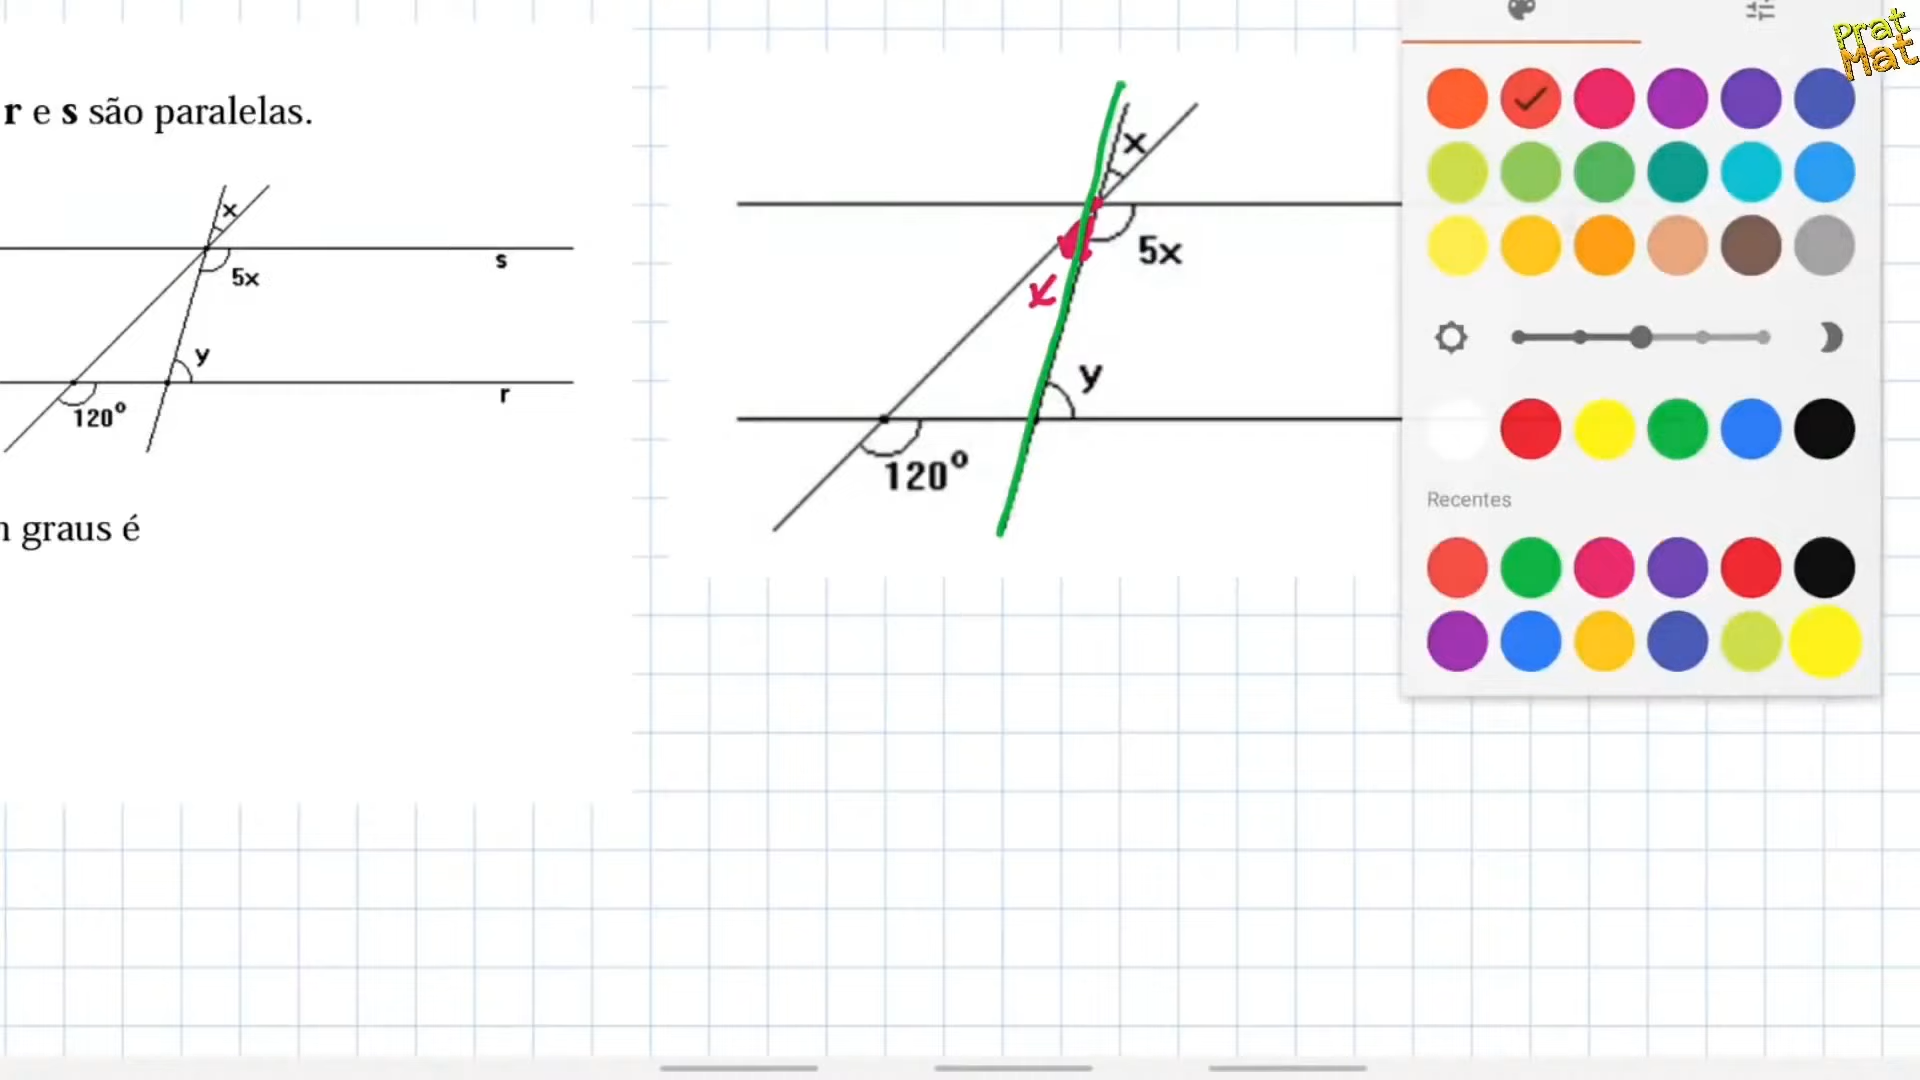 r e s são paralelas.
x
5x
s
y
r
120°
graus é
x
5x
y
120°
Recentes
Prat
Mat